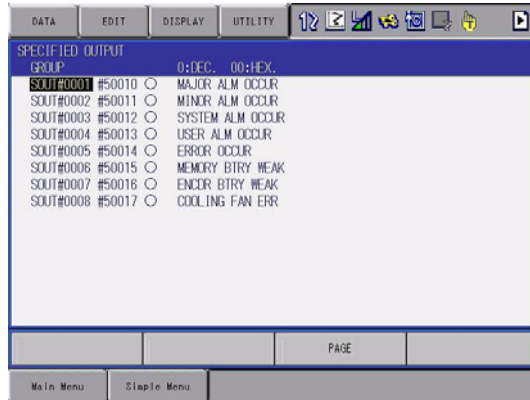 DATA EDIT DISPLAY UTILITY
SPECIFIED OUTPUT
GROUP 0:DEC. 00:HEX.
SOUT#0001 #50010 ○ MAJOR ALM OCCUR
SOUT#0002 #50011 ○ MINOR ALM OCCUR
SOUT#0003 #50012 ○ SYSTEM ALM OCCUR
SOUT#0004 #50013 ○ USER ALM OCCUR
SOUT#0005 #50014 ○ ERROR OCCUR
SOUT#0006 #50015 ○ MEMORY BTRY WEAK
SOUT#0007 #50016 ○ ENCDR BTRY WEAK
SOUT#0008 #50017 ○ COOLING FAN ERR
PAGE
Main Menu Simple Menu